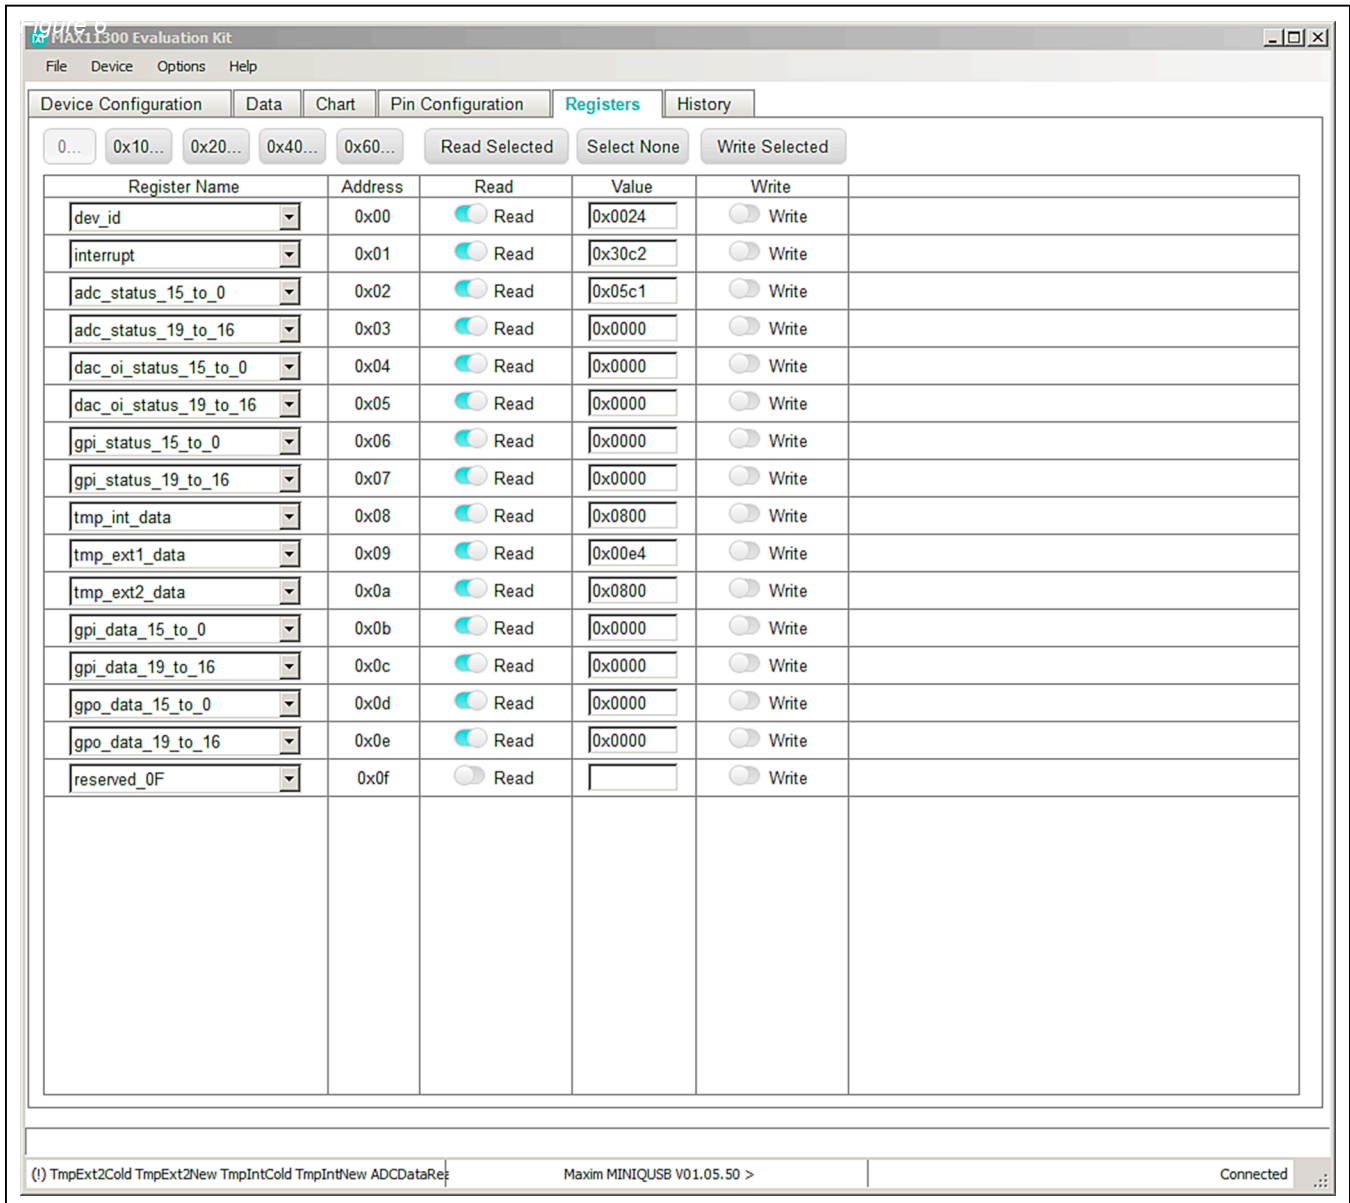 Figure 6
MAX11300 Evaluation Kit
File Device Options Help
Device Configuration Data Chart Pin Configuration Registers History
0... 0x10... 0x20... 0x40... 0x60... Read Selected Select None Write Selected
Register Name Address Read Value Write
dev_id 0x00 Read 0x0024 Write
interrupt 0x01 Read 0x30c2 Write
adc_status_15_to_0 0x02 Read 0x05c1 Write
adc_status_19_to_16 0x03 Read 0x0000 Write
dac_oi_status_15_to_0 0x04 Read 0x0000 Write
dac_oi_status_19_to_16 0x05 Read 0x0000 Write
gpi_status_15_to_0 0x06 Read 0x0000 Write
gpi_status_19_to_16 0x07 Read 0x0000 Write
tmp_int_data 0x08 Read 0x0800 Write
tmp_ext1_data 0x09 Read 0x00e4 Write
tmp_ext2_data 0x0a Read 0x0800 Write
gpi_data_15_to_0 0x0b Read 0x0000 Write
gpi_data_19_to_16 0x0c Read 0x0000 Write
gpo_data_15_to_0 0x0d Read 0x0000 Write
gpo_data_19_to_16 0x0e Read 0x0000 Write
reserved_0F 0x0f Read Write
(!) TmpExt2Cold TmpExt2New TmpIntCold TmpIntNew ADCDataRea Maxim MINIQUSB V01.05.50 > Connected